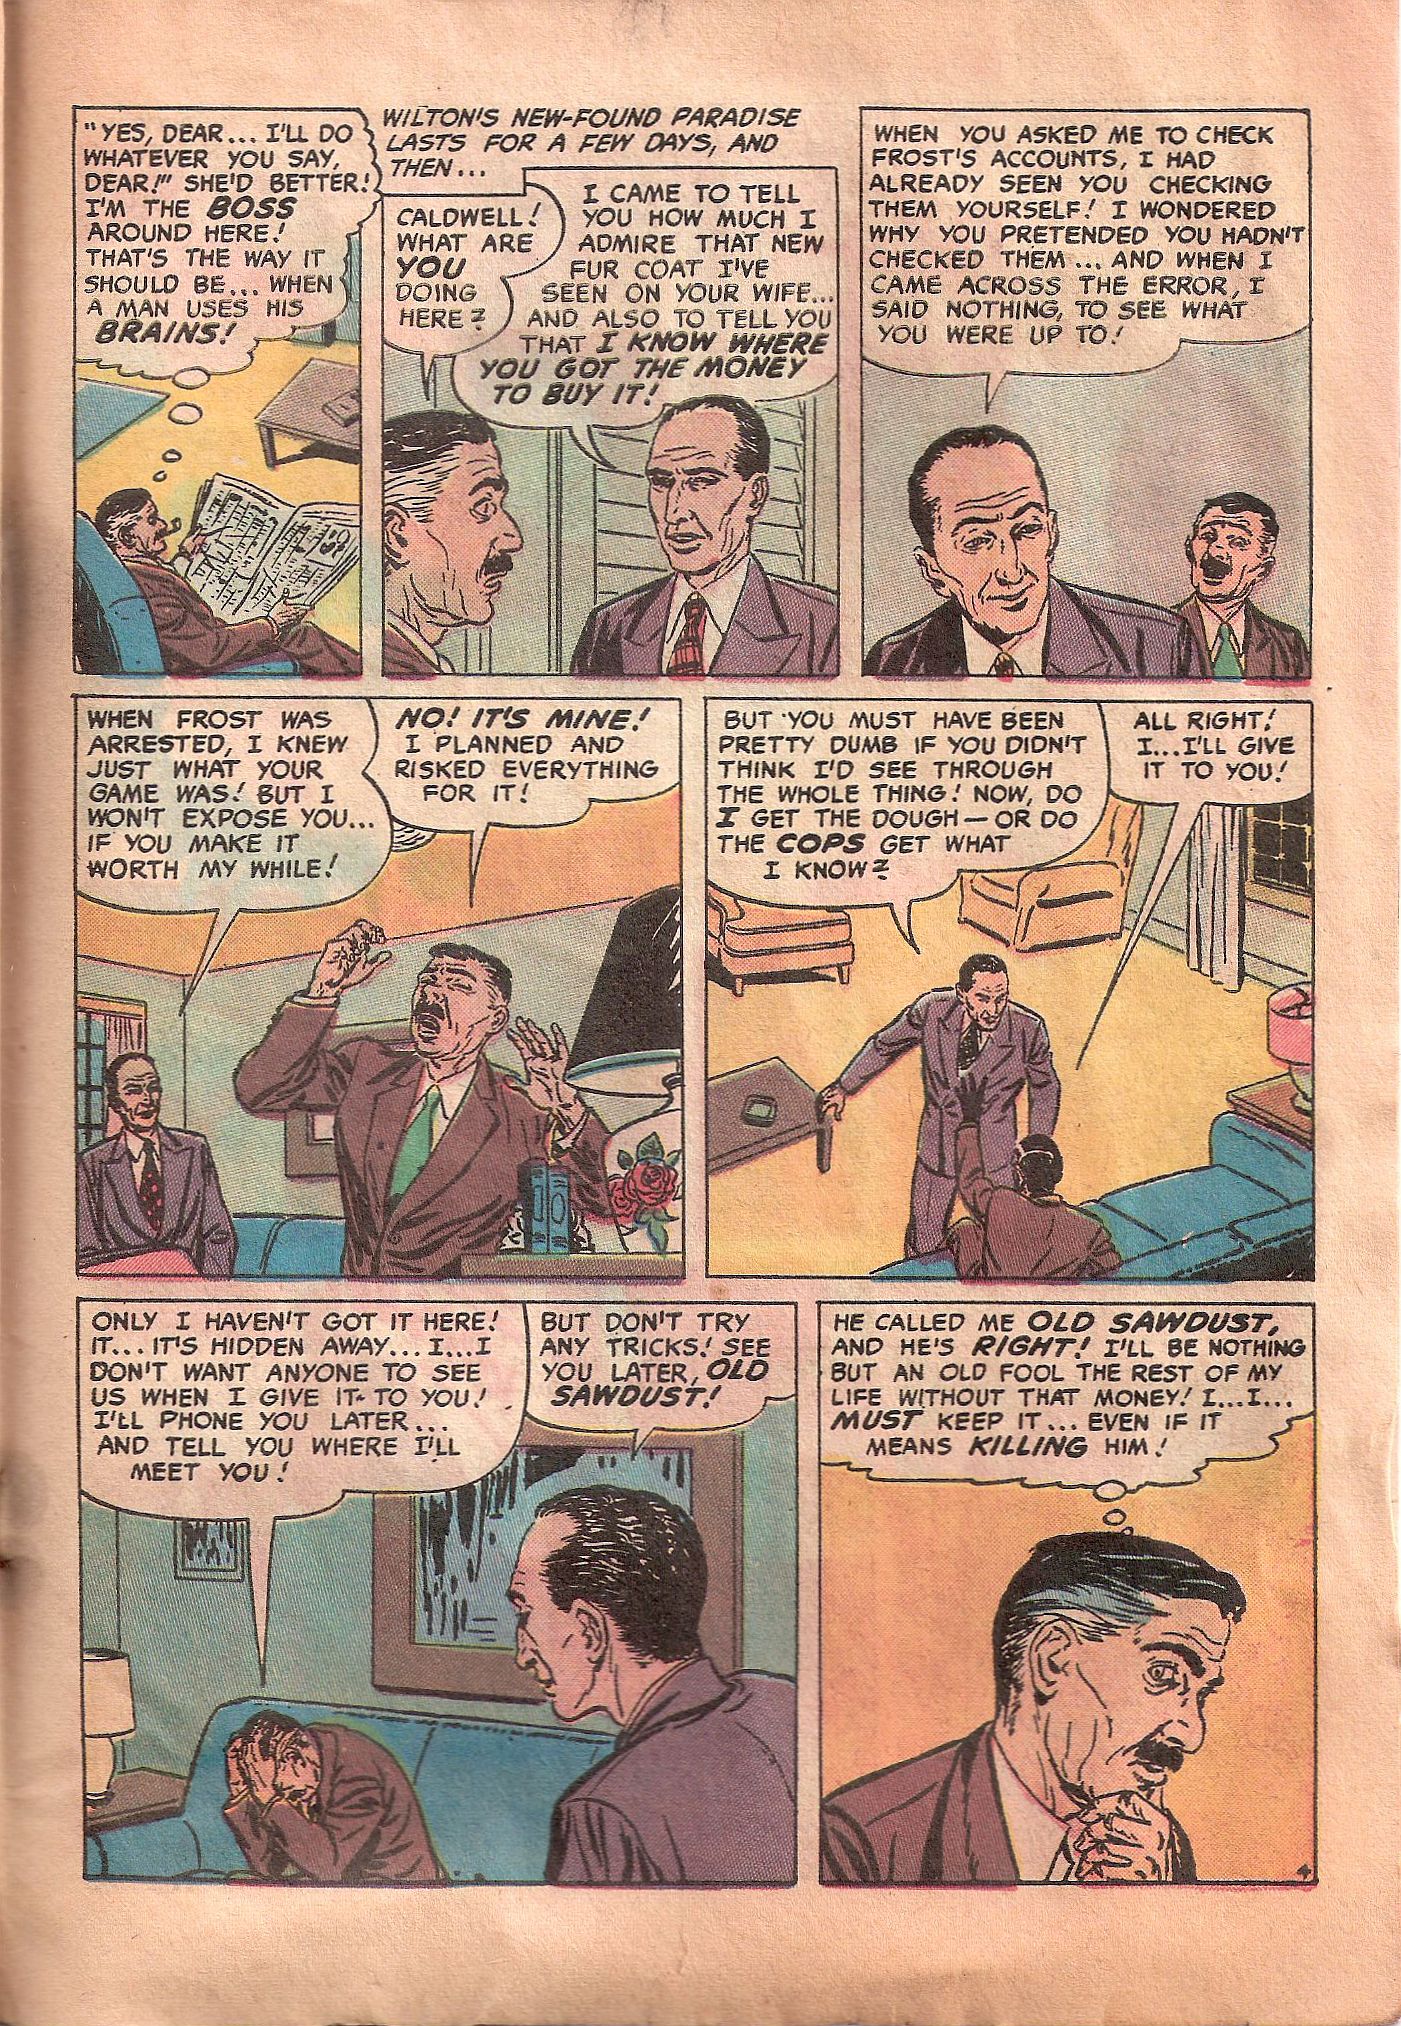 "YES, DEAR... I'LL DO
WHATEVER YOU SAY,
DEAR!" SHE'D BETTER!
I'M THE BOSS
AROUND HERE!
THAT'S THE WAY IT
SHOULD BE... WHEN
A MAN USES HIS
BRAINS!
WILTON'S NEW-FOUND PARADISE
LASTS FOR A FEW DAYS, AND
THEN...
CALDWELL!
WHAT ARE
YOU
DOING
HERE?
I CAME TO TELL
YOU HOW MUCH I
ADMIRE THAT NEW
FUR COAT I'VE
SEEN ON YOUR WIFE...
AND ALSO TO TELL YOU
THAT I KNOW WHERE
YOU GOT THE MONEY
TO BUY IT!
WHEN YOU ASKED ME TO CHECK
FROST'S ACCOUNTS, I HAD
ALREADY SEEN YOU CHECKING
THEM YOURSELF! I WONDERED
WHY YOU PRETENDED YOU HADN'T
CHECKED THEM... AND WHEN I
CAME ACROSS THE ERROR, I
SAID NOTHING, TO SEE WHAT
YOU WERE UP TO!
WHEN FROST WAS
ARRESTED, I KNEW
JUST WHAT YOUR
GAME WAS! BUT I
WON'T EXPOSE YOU...
IF YOU MAKE IT
WORTH MY WHILE!
NO! IT'S MINE!
I PLANNED AND
RISKED EVERYTHING
FOR IT!
BUT YOU MUST HAVE BEEN
PRETTY DUMB IF YOU DIDN'T
THINK I'D SEE THROUGH
THE WHOLE THING! NOW, DO
I GET THE DOUGH — OR DO
THE COPS GET WHAT
I KNOW?
ALL RIGHT!
I...I'LL GIVE
IT TO YOU!
ONLY I HAVEN'T GOT IT HERE!
IT... IT'S HIDDEN AWAY... I...I
DON'T WANT ANYONE TO SEE
US WHEN I GIVE IT TO YOU!
I'LL PHONE YOU LATER...
AND TELL YOU WHERE I'LL
MEET YOU!
BUT DON'T TRY
ANY TRICKS! SEE
YOU LATER, OLD
SAWDUST!
HE CALLED ME OLD SAWDUST,
AND HE'S RIGHT! I'LL BE NOTHING
BUT AN OLD FOOL THE REST OF MY
LIFE WITHOUT THAT MONEY! I...I...
MUST KEEP IT... EVEN IF IT
MEANS KILLING HIM!
4